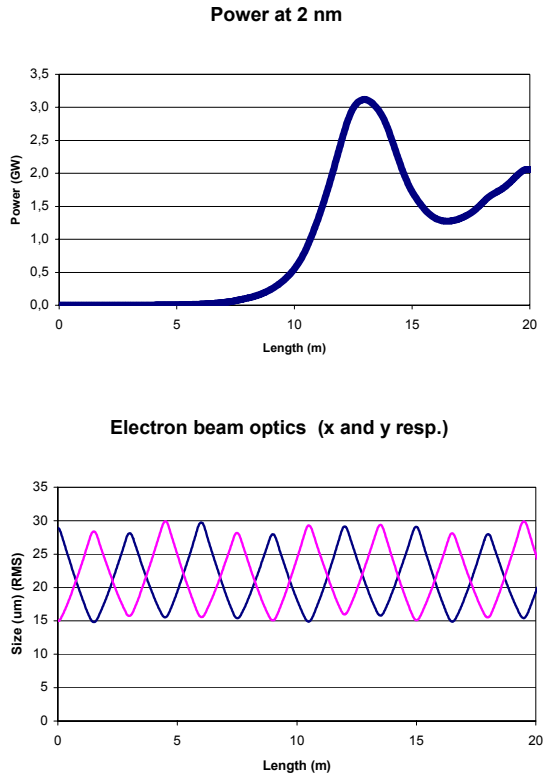 Power at 2 nm
3,5
3,0
2,5
2,0
1,5
1,0
0,5
0,0
Power (GW)
0 5 10 15 20
Length (m)
Electron beam optics (x and y resp.)
35
30
25
20
15
10
5
0
Size (um) (RMS)
0 5 10 15 20
Length (m)